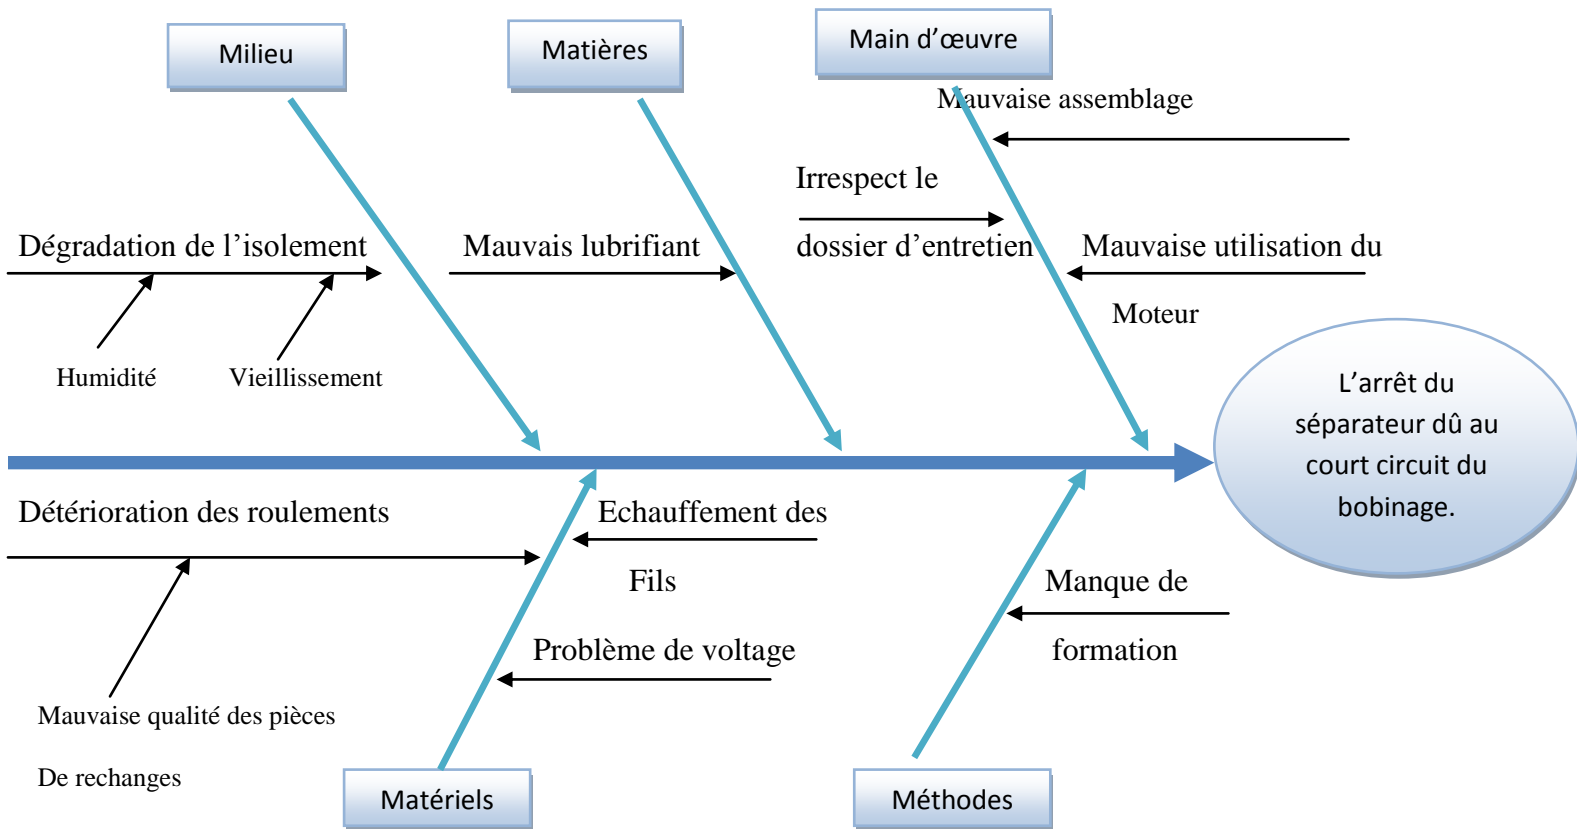 Milieu
Matières
Main d’œuvre
Mauvaise assemblage
Irrespect le
dossier d’entretien
Dégradation de l’isolement
Mauvais lubrifiant
Mauvaise utilisation du
Moteur
Humidité
Vieillissement
L’arrêt du
séparateur dû au
court circuit du
bobinage.
Détérioration des roulements
Echauffement des
Fils
Manque de
formation
Problème de voltage
Mauvaise qualité des pièces
De rechanges
Matériels
Méthodes